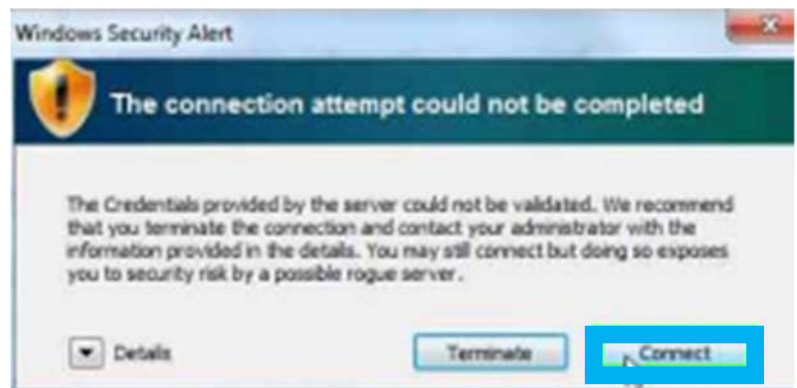 Windows Security Alert
The connection attempt could not be completed
The Credentials provided by the server could not be validated. We recommend
that you terminate the connection and contact your administrator with the
information provided in the details. You may still connect but doing so exposes
you to security risk by a possible rogue server.
Details
Terminate
Connect